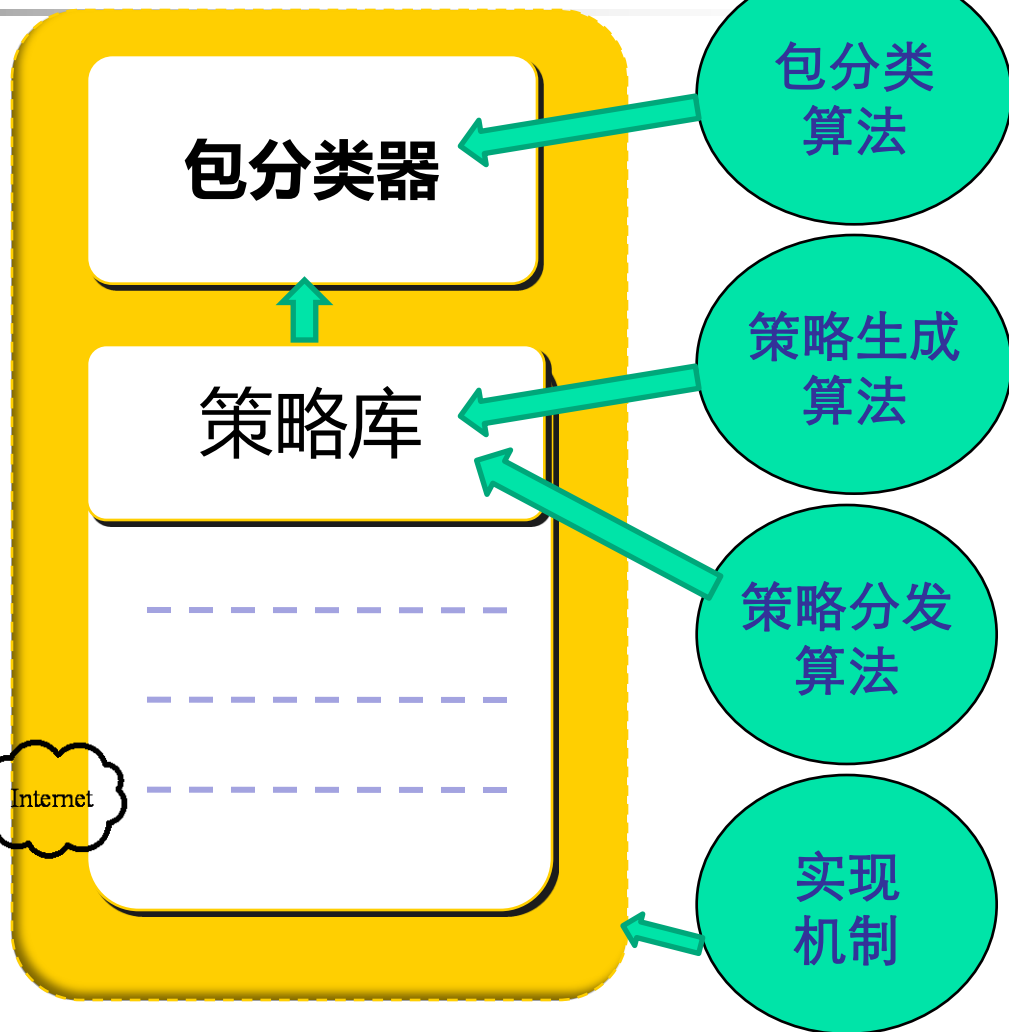 包分类器
策略库
Internet
包分类
算法
策略生成
算法
策略分发
算法
实现
机制